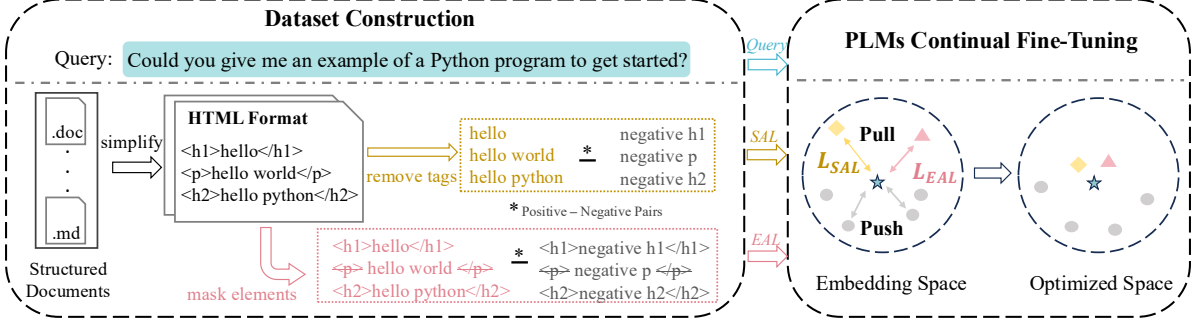 Dataset Construction
Query: Could you give me an example of a Python program to get started?
.doc
.
.
.
.md
Structured
Documents
simplify
HTML Format
<h1>hello</h1>
<p>hello world</p>
<h2>hello python</h2>
remove tags
hello
hello world
hello python
*
negative h1
negative p
negative h2
* Positive – Negative Pairs
mask elements
<h1>hello</h1>
<p> hello world </p>
<h2>hello python</h2>
*
<h1>negative h1</h1>
<p> negative p </p>
<h2>negative h2</h2>
Query
SAL
EAL
PLMs Continual Fine-Tuning
Pull
L_SAL
L_EAL
Push
Embedding Space
Optimized Space